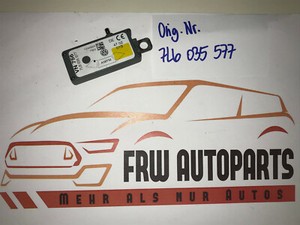 Orig. Nr.
7L6 035 577
FRW AUTOPARTS
MEHR ALS NUR AUTOS